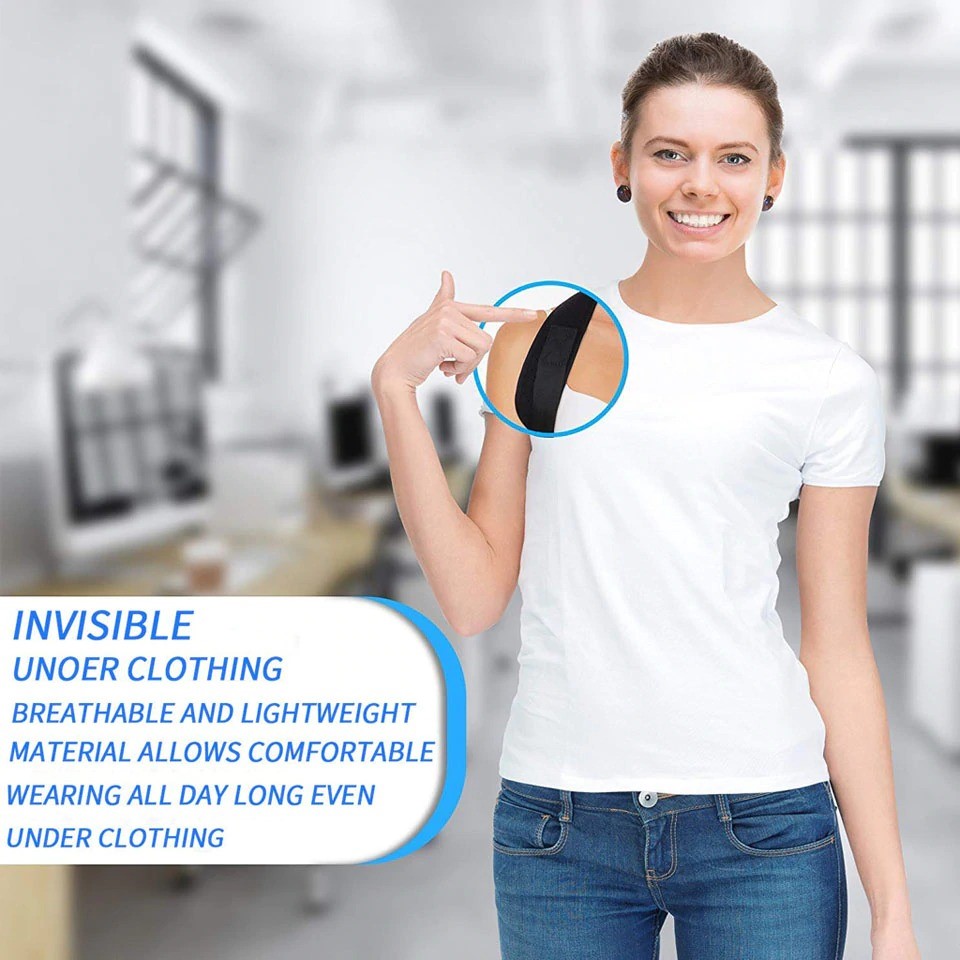 INVISIBLE
UNOER CLOTHING
BREATHABLE AND LIGHTWEIGHT
MATERIAL ALLOWS COMFORTABLE
WEARING ALL DAY LONG EVEN
UNDER CLOTHING